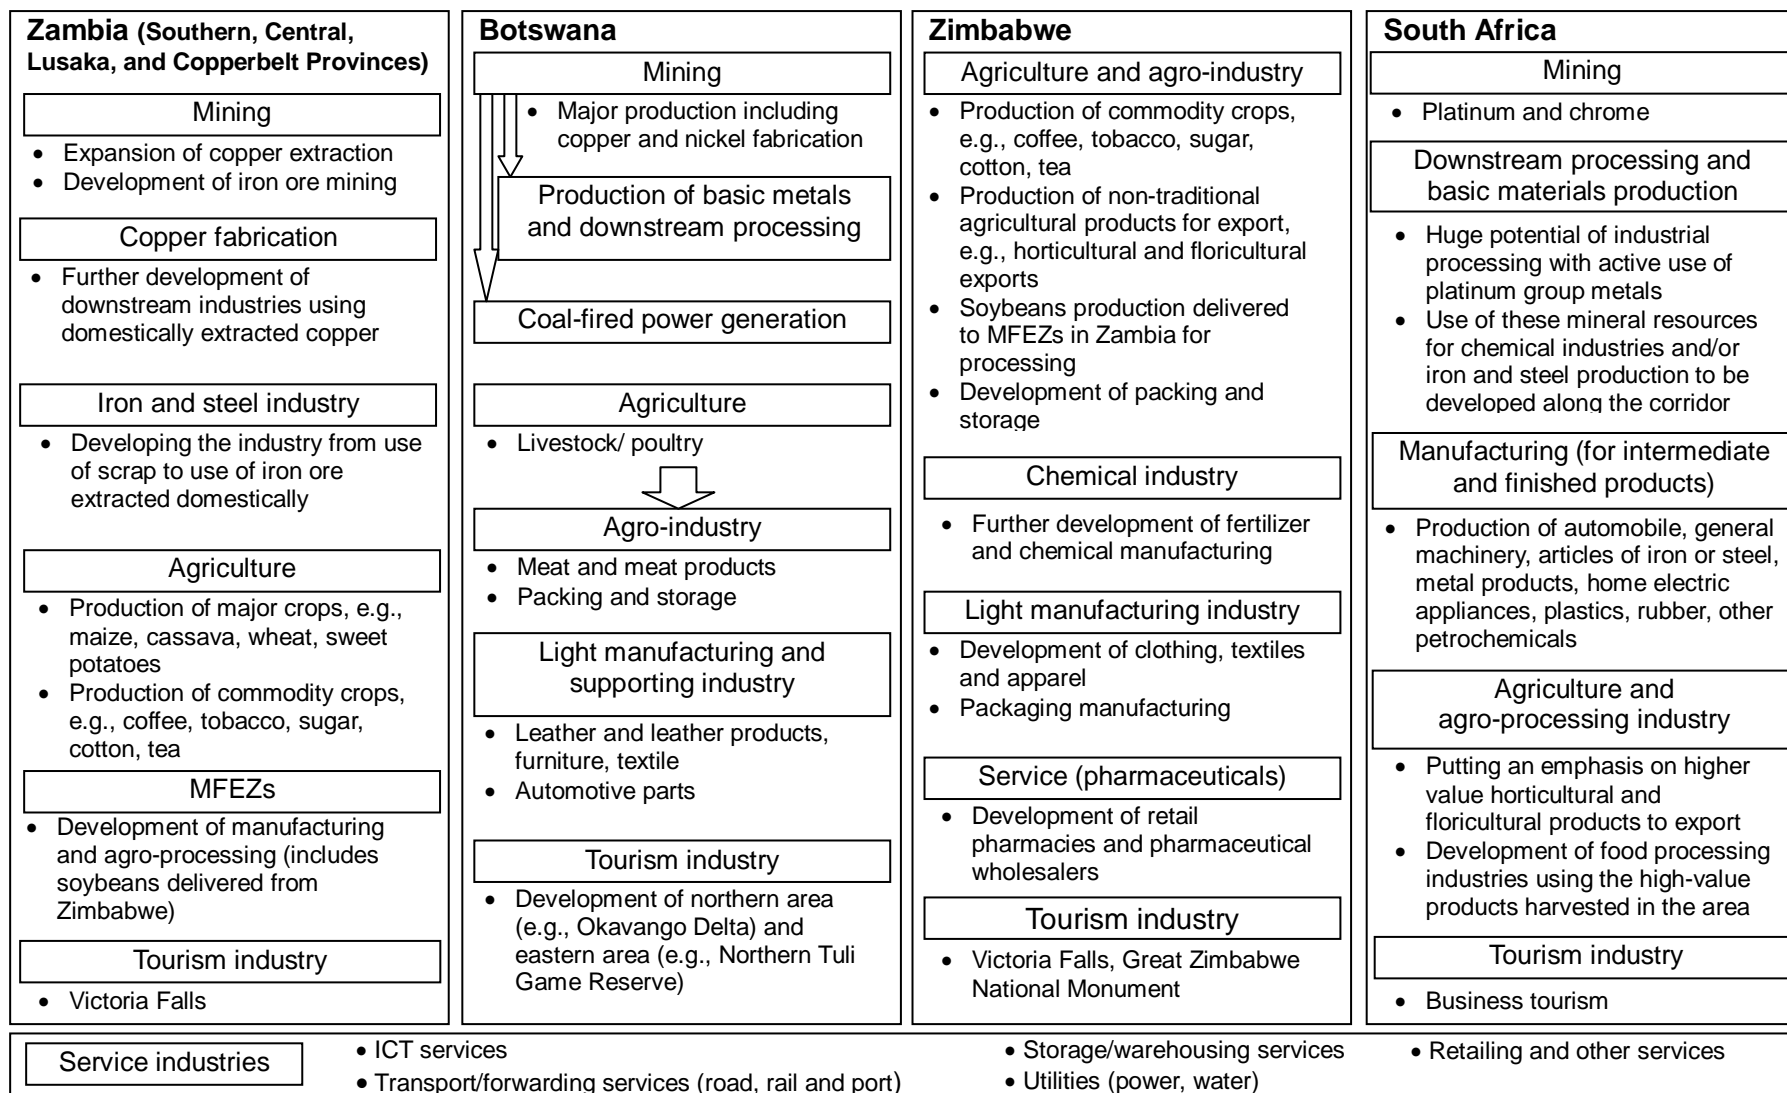 Zambia (Southern, Central,
Lusaka, and Copperbelt Provinces)
Mining
• Expansion of copper extraction
• Development of iron ore mining
Copper fabrication
• Further development of
downstream industries using
domestically extracted copper
Iron and steel industry
• Developing the industry from use
of scrap to use of iron ore
extracted domestically
Agriculture
• Production of major crops, e.g.,
maize, cassava, wheat, sweet
potatoes
• Production of commodity crops,
e.g., coffee, tobacco, sugar,
cotton, tea
MFEZs
• Development of manufacturing
and agro-processing (includes
soybeans delivered from
Zimbabwe)
Tourism industry
• Victoria Falls
Botswana
Mining
• Major production including
copper and nickel fabrication
Production of basic metals
and downstream processing
Coal-fired power generation
Agriculture
• Livestock/ poultry
Agro-industry
• Meat and meat products
• Packing and storage
Light manufacturing and
supporting industry
• Leather and leather products,
furniture, textile
• Automotive parts
Tourism industry
• Development of northern area
(e.g., Okavango Delta) and
eastern area (e.g., Northern Tuli
Game Reserve)
Zimbabwe
Agriculture and agro-industry
• Production of commodity crops,
e.g., coffee, tobacco, sugar,
cotton, tea
• Production of non-traditional
agricultural products for export,
e.g., horticultural and floricultural
exports
• Soybeans production delivered
to MFEZs in Zambia for
processing
• Development of packing and
storage
Chemical industry
• Further development of fertilizer
and chemical manufacturing
Light manufacturing industry
• Development of clothing, textiles
and apparel
• Packaging manufacturing
Service (pharmaceuticals)
• Development of retail
pharmacies and pharmaceutical
wholesalers
Tourism industry
• Victoria Falls, Great Zimbabwe
National Monument
South Africa
Mining
• Platinum and chrome
Downstream processing and
basic materials production
• Huge potential of industrial
processing with active use of
platinum group metals
• Use of these mineral resources
for chemical industries and/or
iron and steel production to be
developed along the corridor
Manufacturing (for intermediate
and finished products)
• Production of automobile, general
machinery, articles of iron or steel,
metal products, home electric
appliances, plastics, rubber, other
petrochemicals
Agriculture and
agro-processing industry
• Putting an emphasis on higher
value horticultural and
floricultural products to export
• Development of food processing
industries using the high-value
products harvested in the area
Tourism industry
• Business tourism
Service industries
• ICT services
• Transport/forwarding services (road, rail and port)
• Storage/warehousing services
• Utilities (power, water)
• Retailing and other services